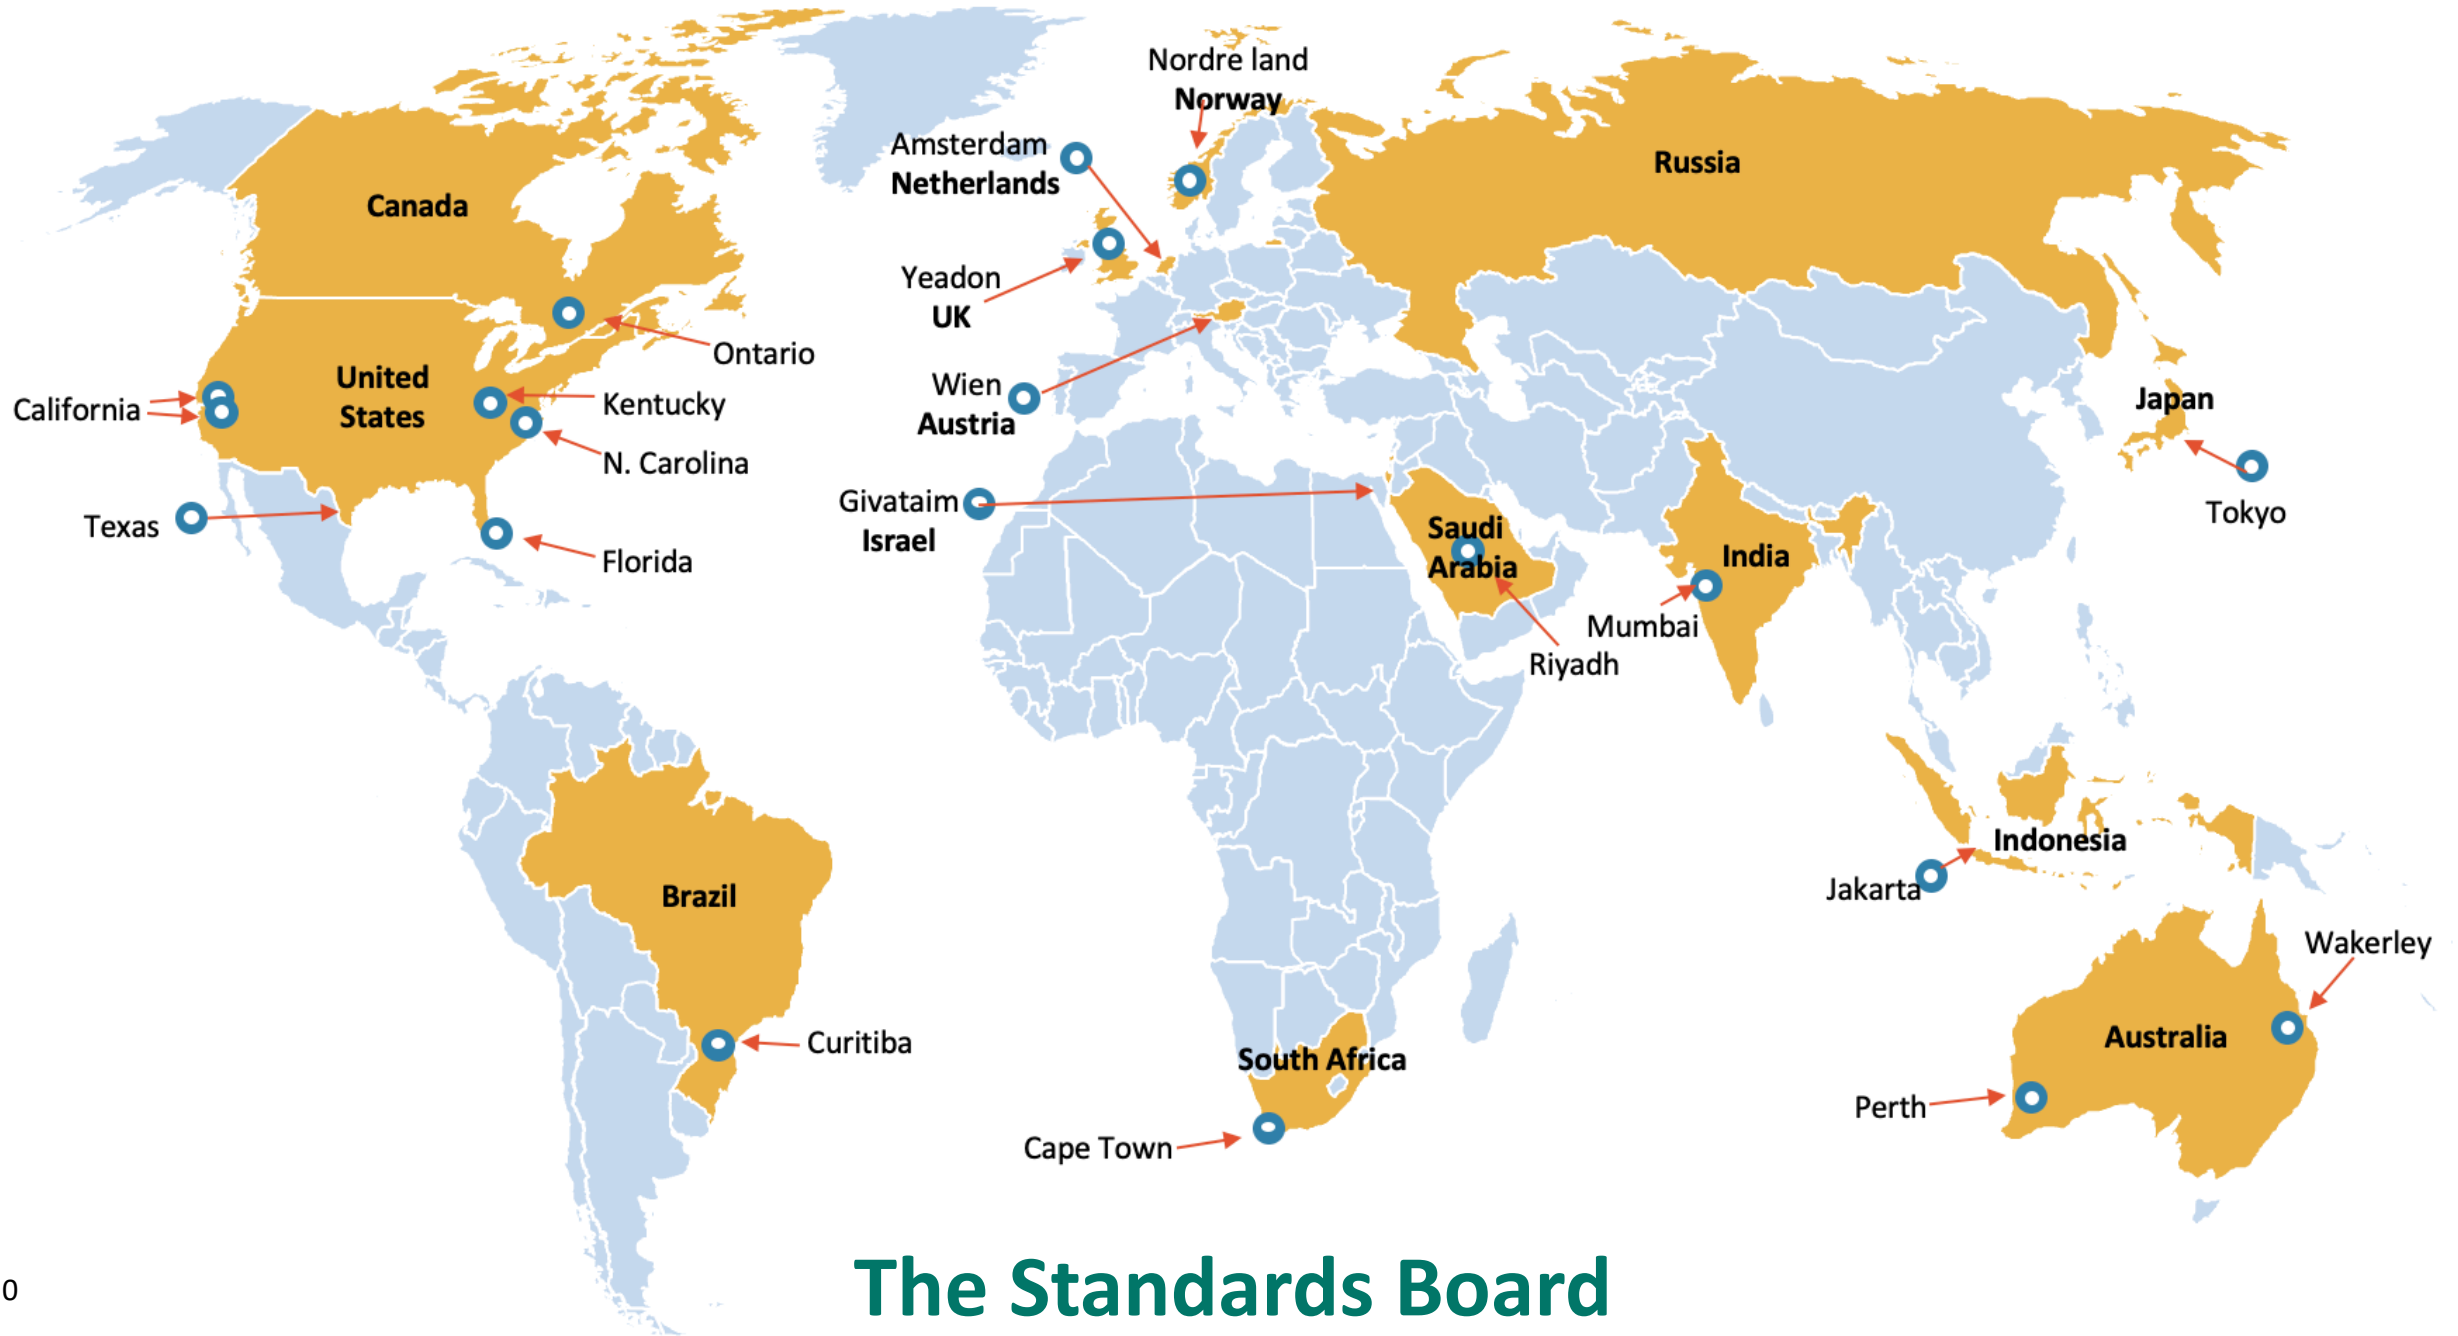 Nordre land
Norway
Amsterdam
Netherlands
Russia
Canada
Yeadon
UK
Ontario
United
States
California
Kentucky
Wien
Austria
Japan
N. Carolina
Givataim
Israel
Saudi
Arabia
Tokyo
Texas
India
Florida
Mumbai
Riyadh
Indonesia
Jakarta
Brazil
Wakerley
Australia
Curitiba
South Africa
Perth
Cape Town
The Standards Board
0